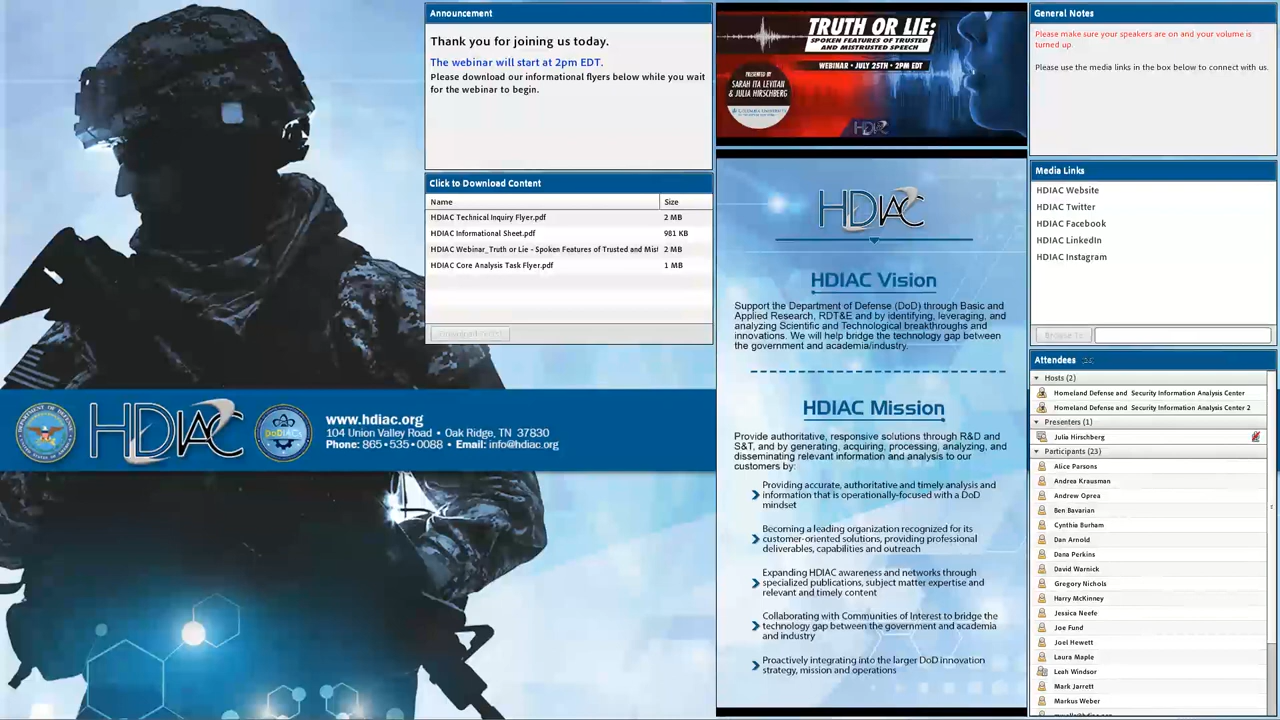 Announcement
Thank you for joining us today.
The webinar will start at 2pm EDT.
Please download our informational flyers below while you wait
for the webinar to begin.
Click to Download Content
Name Size
HDIAC Technical Inquiry Flyer.pdf 2 MB
HDIAC Informational Sheet.pdf 981 KB
HDIAC Webinar_Truth or Lie - Spoken Features of Trusted and Mis 2 MB
HDIAC Core Analysis Task Flyer.pdf 1 MB
HDIAC
DoDIACs
www.hdiac.org
104 Union Valley Road • Oak Ridge, TN 37830
Phone: 865•535•0088 • Email: info@hdiac.org
TRUTH OR LIE:
SPOKEN FEATURES OF TRUSTED
AND MISTRUSTED SPEECH
WEBINAR • JULY 25TH • 2PM EDT
PRESENTED BY
SARAH ITA LEVITAN
& JULIA HIRSCHBERG
HDIAC
HDIAC
HDIAC Vision
Support the Department of Defense (DoD) through Basic and
Applied Research, RDT&E and by identifying, leveraging, and
analyzing Scientific and Technological breakthroughs and
innovations. We will help bridge the technology gap between
the government and academia/industry.
HDIAC Mission
Provide authoritative, responsive solutions through R&D and
S&T, and by generating, acquiring, processing, analyzing, and
disseminating relevant information and analysis to our
customers by:
Providing accurate, authoritative and timely analysis and
information that is operationally-focused with a DoD
mindset
Becoming a leading organization recognized for its
customer-oriented solutions, providing professional
deliverables, capabilities and outreach
Expanding HDIAC awareness and networks through
specialized publications, subject matter expertise and
relevant and timely content
Collaborating with Communities of Interest to bridge the
technology gap between the government and academia
and industry
Proactively integrating into the larger DoD innovation
strategy, mission and operations
General Notes
Please make sure your speakers are on and your volume is
turned up.
Please use the media links in the box below to connect with us.
Media Links
HDIAC Website
HDIAC Twitter
HDIAC Facebook
HDIAC LinkedIn
HDIAC Instagram
Browse To
Attendees
Hosts (2)
Homeland Defense and Security Information Analysis Center
Homeland Defense and Security Information Analysis Center 2
Presenters (1)
Julia Hirschberg
Participants (23)
Alice Parsons
Andrea Krausman
Andrew Oprea
Ben Bavarian
Cynthia Burham
Dan Arnold
Dana Perkins
David Warnick
Gregory Nichols
Harry McKinney
Jessica Neefe
Joe Fund
Joel Hewett
Laura Maple
Leah Windsor
Mark Jarrett
Markus Weber